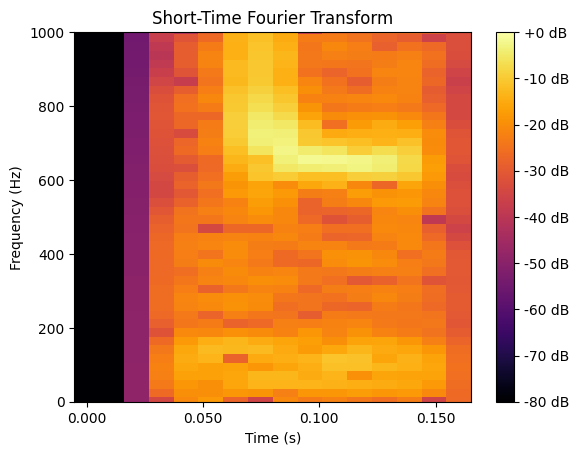 Short-Time Fourier Transform
1000
800
600
400
200
0
Frequency (Hz)
0.000
0.050
0.100
0.150
Time (s)
+0 dB
-10 dB
-20 dB
-30 dB
-40 dB
-50 dB
-60 dB
-70 dB
-80 dB